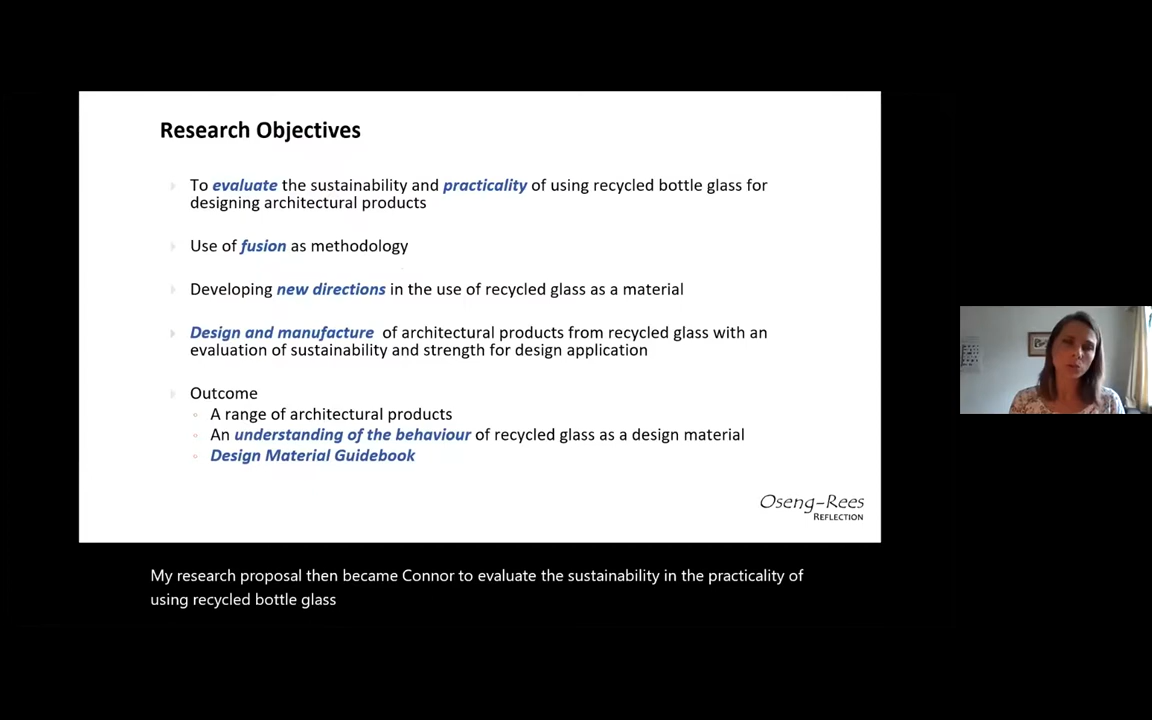 Research Objectives
To evaluate the sustainability and practicality of using recycled bottle glass for
designing architectural products
Use of fusion as methodology
Developing new directions in the use of recycled glass as a material
Design and manufacture of architectural products from recycled glass with an
evaluation of sustainability and strength for design application
Outcome
A range of architectural products
An understanding of the behaviour of recycled glass as a design material
Design Material Guidebook
Oseng-Rees
REFLECTION
My research proposal then became Connor to evaluate the sustainability in the practicality of
using recycled bottle glass